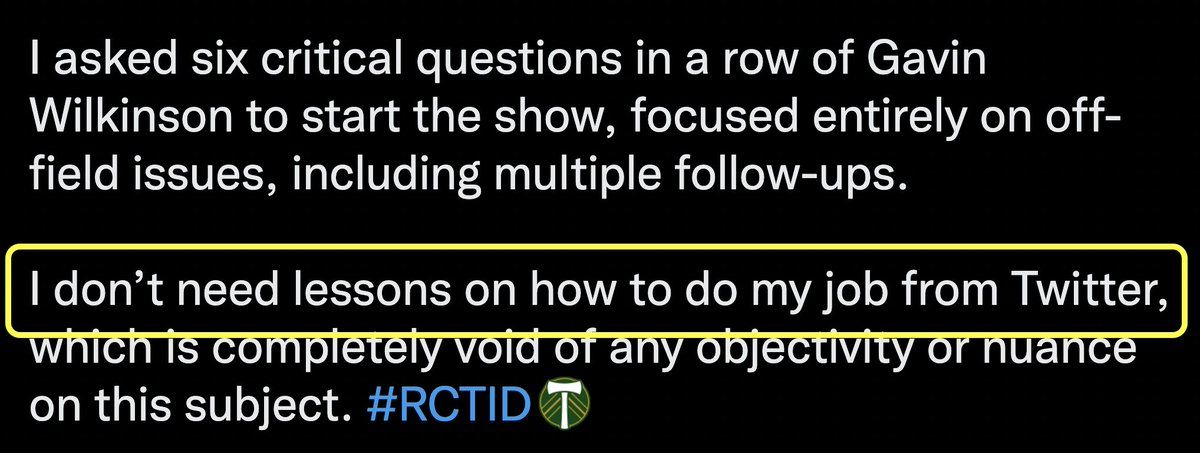 I asked six critical questions in a row of Gavin
Wilkinson to start the show, focused entirely on off-
field issues, including multiple follow-ups.
I don’t need lessons on how to do my job from Twitter,
which is completely void of any objectivity or nuance
on this subject. #RCTID